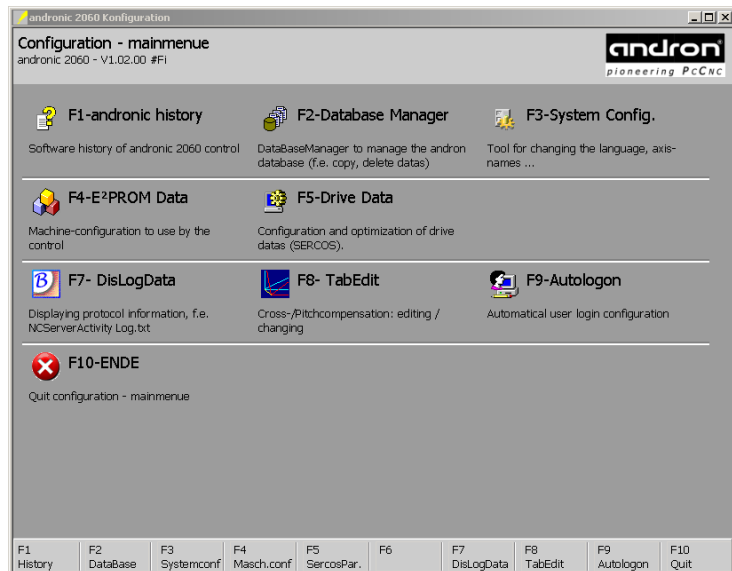 andronic 2060 Konfiguration
Configuration - mainmenue
andronic 2060 - V1.02.00 #Fi
andron
pioneering PCCNC
F1-andronic history
Software history of andronic 2060 control
F2-Database Manager
DataBaseManager to manage the andron
database (f.e. copy, delete datas)
F3-System Config.
Tool for changing the language, axis-
names ...
F4-E²PROM Data
Machine-configuration to use by the
control
F5-Drive Data
Configuration and optimization of drive
datas (SERCOS).
F7- DisLogData
Displaying protocol information, f.e.
NCServerActivity Log.txt
F8- TabEdit
Cross-/Pitchcompensation: editing /
changing
F9-Autologon
Automatical user login configuration
F10-ENDE
Quit configuration - mainmenue
F1
History
F2
DataBase
F3
Systemconf
F4
Masch.conf
F5
SercosPar.
F6
F7
DisLogData
F8
TabEdit
F9
Autologon
F10
Quit